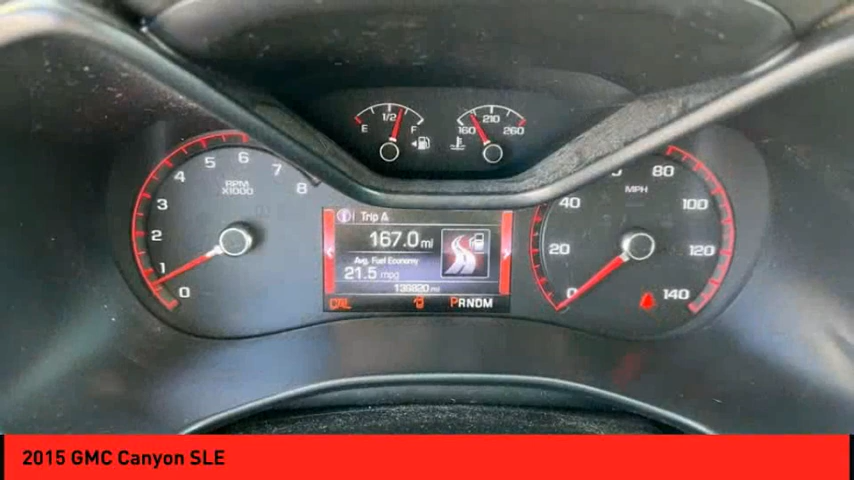 1/2
E F
210
160 260
5 6 7
4 8
RPM
X1000
3
2
1
0
Trip A
167.0 mi
Avg. Fuel Economy
21.5 mpg
CAL PRNDM
80
MPH
40 100
20 120
0 140
2015 GMC Canyon SLE